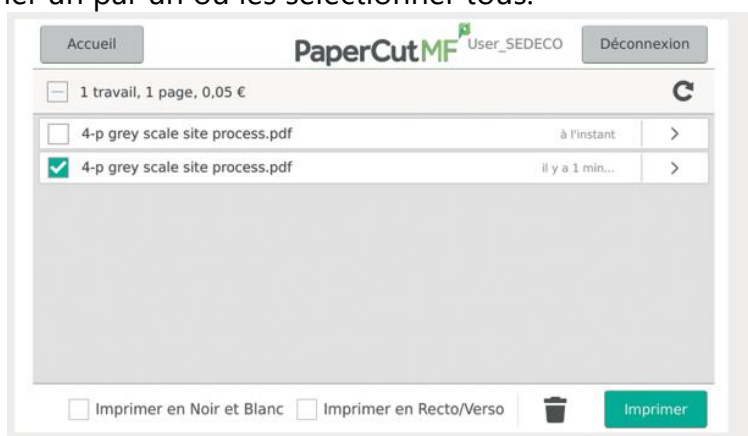 ner un par un ou les sélectionner tous.
Accueil PaperCutMF User_SEDECO Déconnexion
1 travail, 1 page, 0,05 €
4-p grey scale site process.pdf à l'instant
4-p grey scale site process.pdf il y a 1 min...
Imprimer en Noir et Blanc Imprimer en Recto/Verso Imprimer